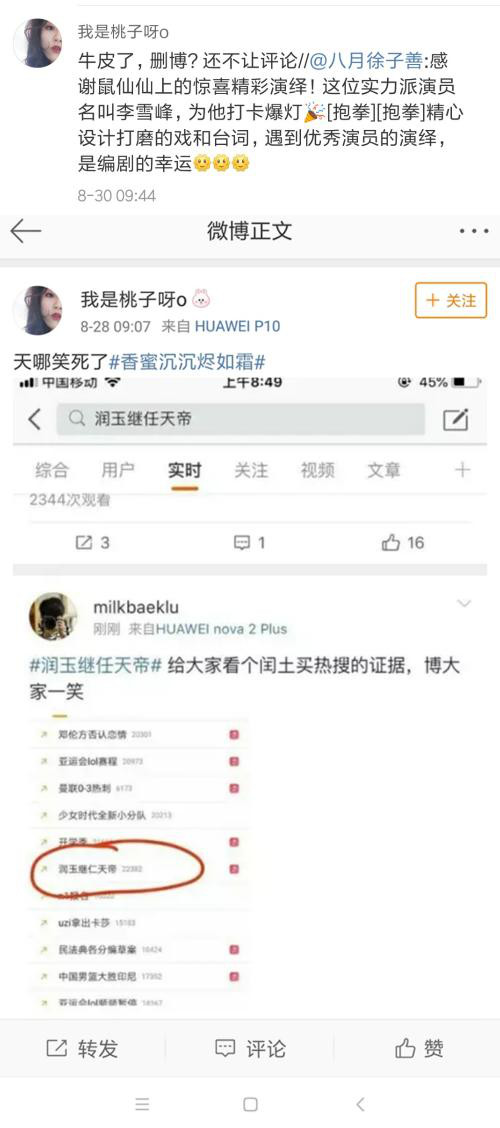 我是桃子呀o
牛皮了，删博？还不让评论//@八月徐子善:感
谢鼠仙仙上的惊喜精彩演绎！这位实力派演员
名叫李雪峰，为他打卡爆灯🎉[抱拳][抱拳]精心
设计打磨的戏和台词，遇到优秀演员的演绎，
是编剧的幸运🌞🌞🌞
8-30 09:44
微博正文
我是桃子呀o
+ 关注
8-28 09:07 来自 HUAWEI P10
天哪笑死了#香蜜沉沉烬如霜#
中国移动 上午8:49 45%
润玉继任天帝
综合 用户 实时 关注 视频 文章
2344次观看
3 1 16
milkbaeklu
刚刚 来自HUAWEI nova 2 Plus
#润玉继任天帝# 给大家看个闰土买热搜的证据，博大
家一笑
邓伦方否认恋情 20301
亚运会lol赛程 20973
曼联0-3热刺 6173
少女时代全新小分队 20213
开学季
润玉继仁天帝 22382
uzi拿出卡莎 15183
民法典各分编草案 16424
中国男篮大胜印尼 17352
亚运会lol
转发 评论 赞